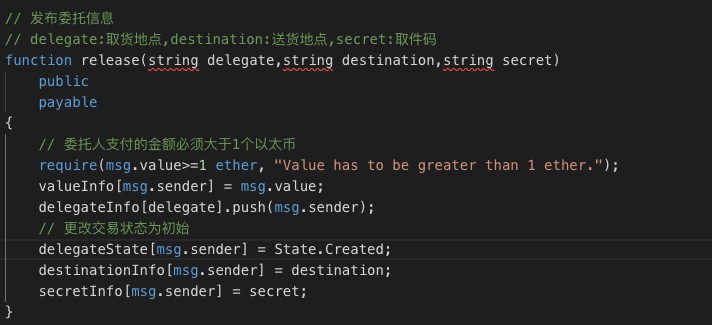 // 发布委托信息
// delegate:取货地点,destination:送货地点,secret:取件码
function release(string delegate,string destination,string secret)
    public
    payable
{
    // 委托人支付的金额必须大于1个以太币
    require(msg.value>=1 ether, "Value has to be greater than 1 ether.");
    valueInfo[msg.sender] = msg.value;
    delegateInfo[delegate].push(msg.sender);
    // 更改交易状态为初始
    delegateState[msg.sender] = State.Created;
    destinationInfo[msg.sender] = destination;
    secretInfo[msg.sender] = secret;
}